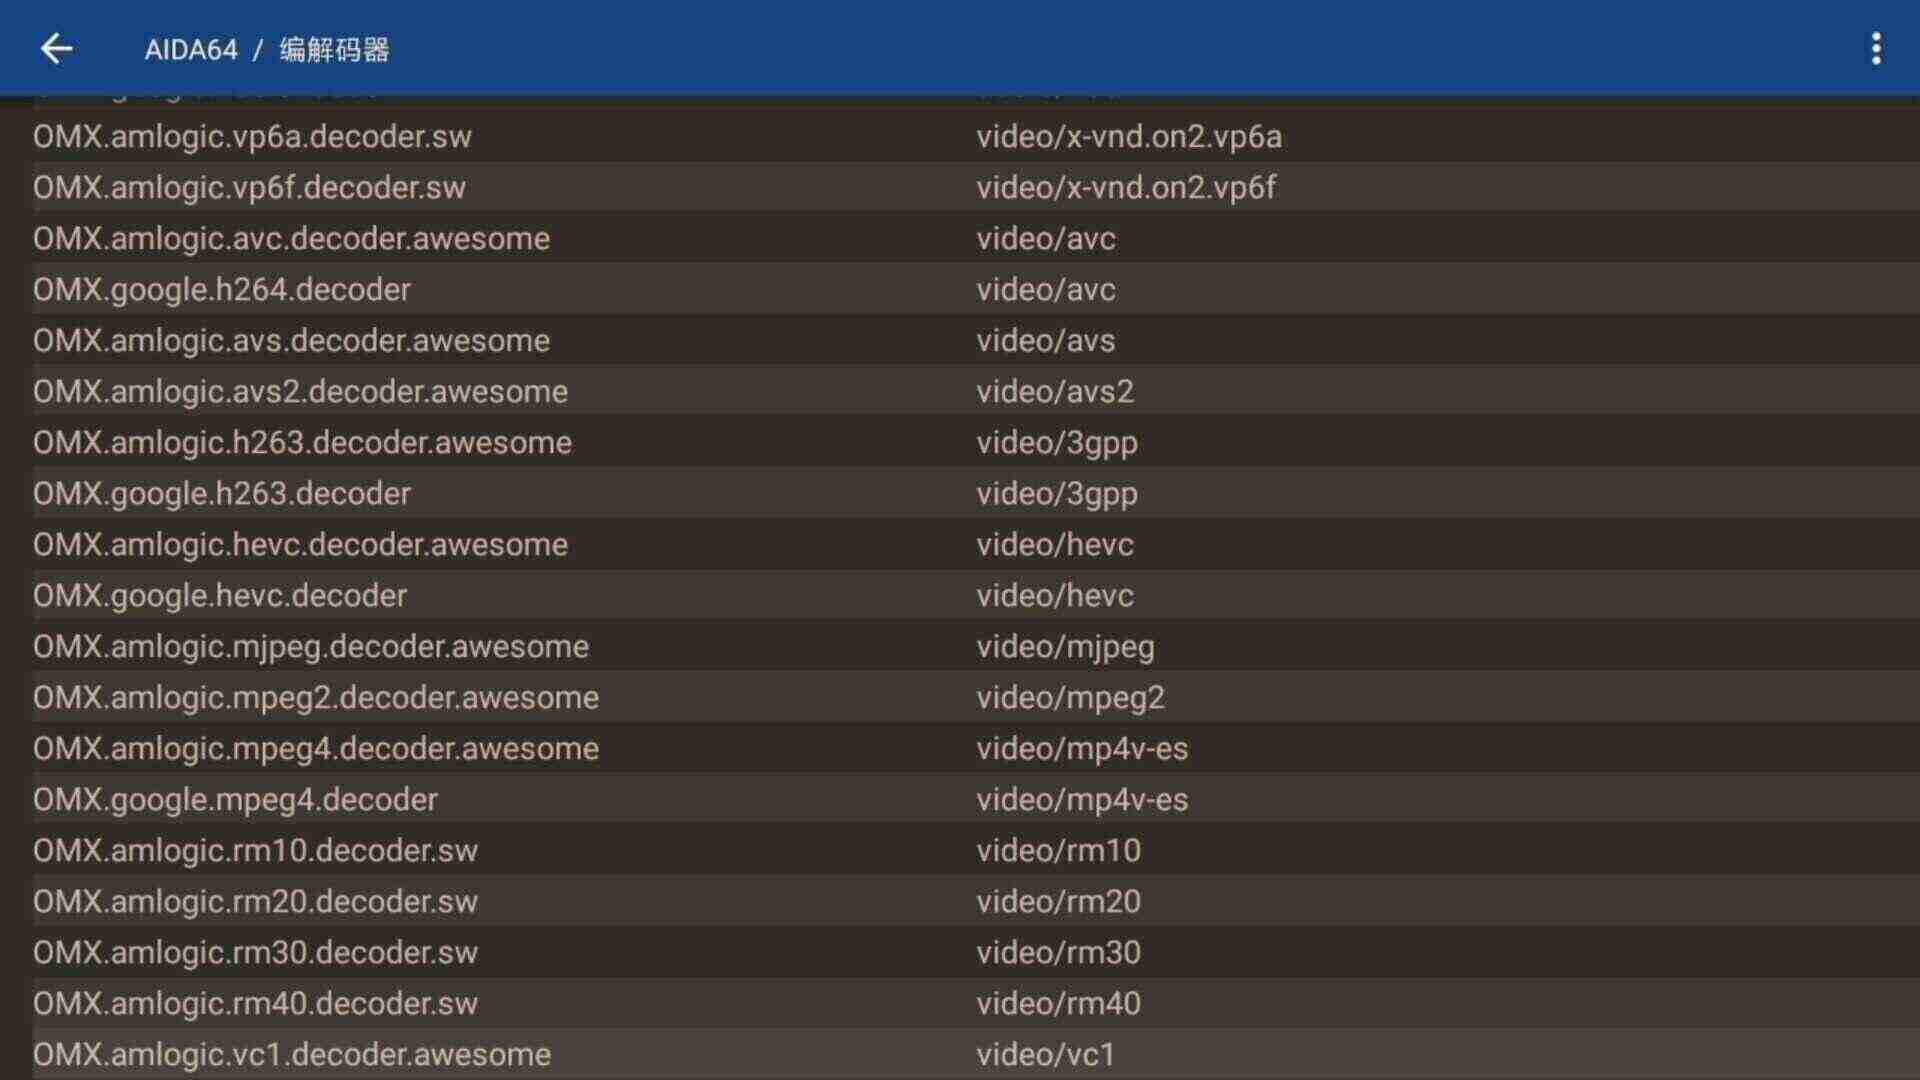 AIDA64 / 编解码器
OMX.amlogic.vp6a.decoder.sw video/x-vnd.on2.vp6a
OMX.amlogic.vp6f.decoder.sw video/x-vnd.on2.vp6f
OMX.amlogic.avc.decoder.awesome video/avc
OMX.google.h264.decoder video/avc
OMX.amlogic.avs.decoder.awesome video/avs
OMX.amlogic.avs2.decoder.awesome video/avs2
OMX.amlogic.h263.decoder.awesome video/3gpp
OMX.google.h263.decoder video/3gpp
OMX.amlogic.hevc.decoder.awesome video/hevc
OMX.google.hevc.decoder video/hevc
OMX.amlogic.mjpeg.decoder.awesome video/mjpeg
OMX.amlogic.mpeg2.decoder.awesome video/mpeg2
OMX.amlogic.mpeg4.decoder.awesome video/mp4v-es
OMX.google.mpeg4.decoder video/mp4v-es
OMX.amlogic.rm10.decoder.sw video/rm10
OMX.amlogic.rm20.decoder.sw video/rm20
OMX.amlogic.rm30.decoder.sw video/rm30
OMX.amlogic.rm40.decoder.sw video/rm40
OMX.amlogic.vc1.decoder.awesome video/vc1